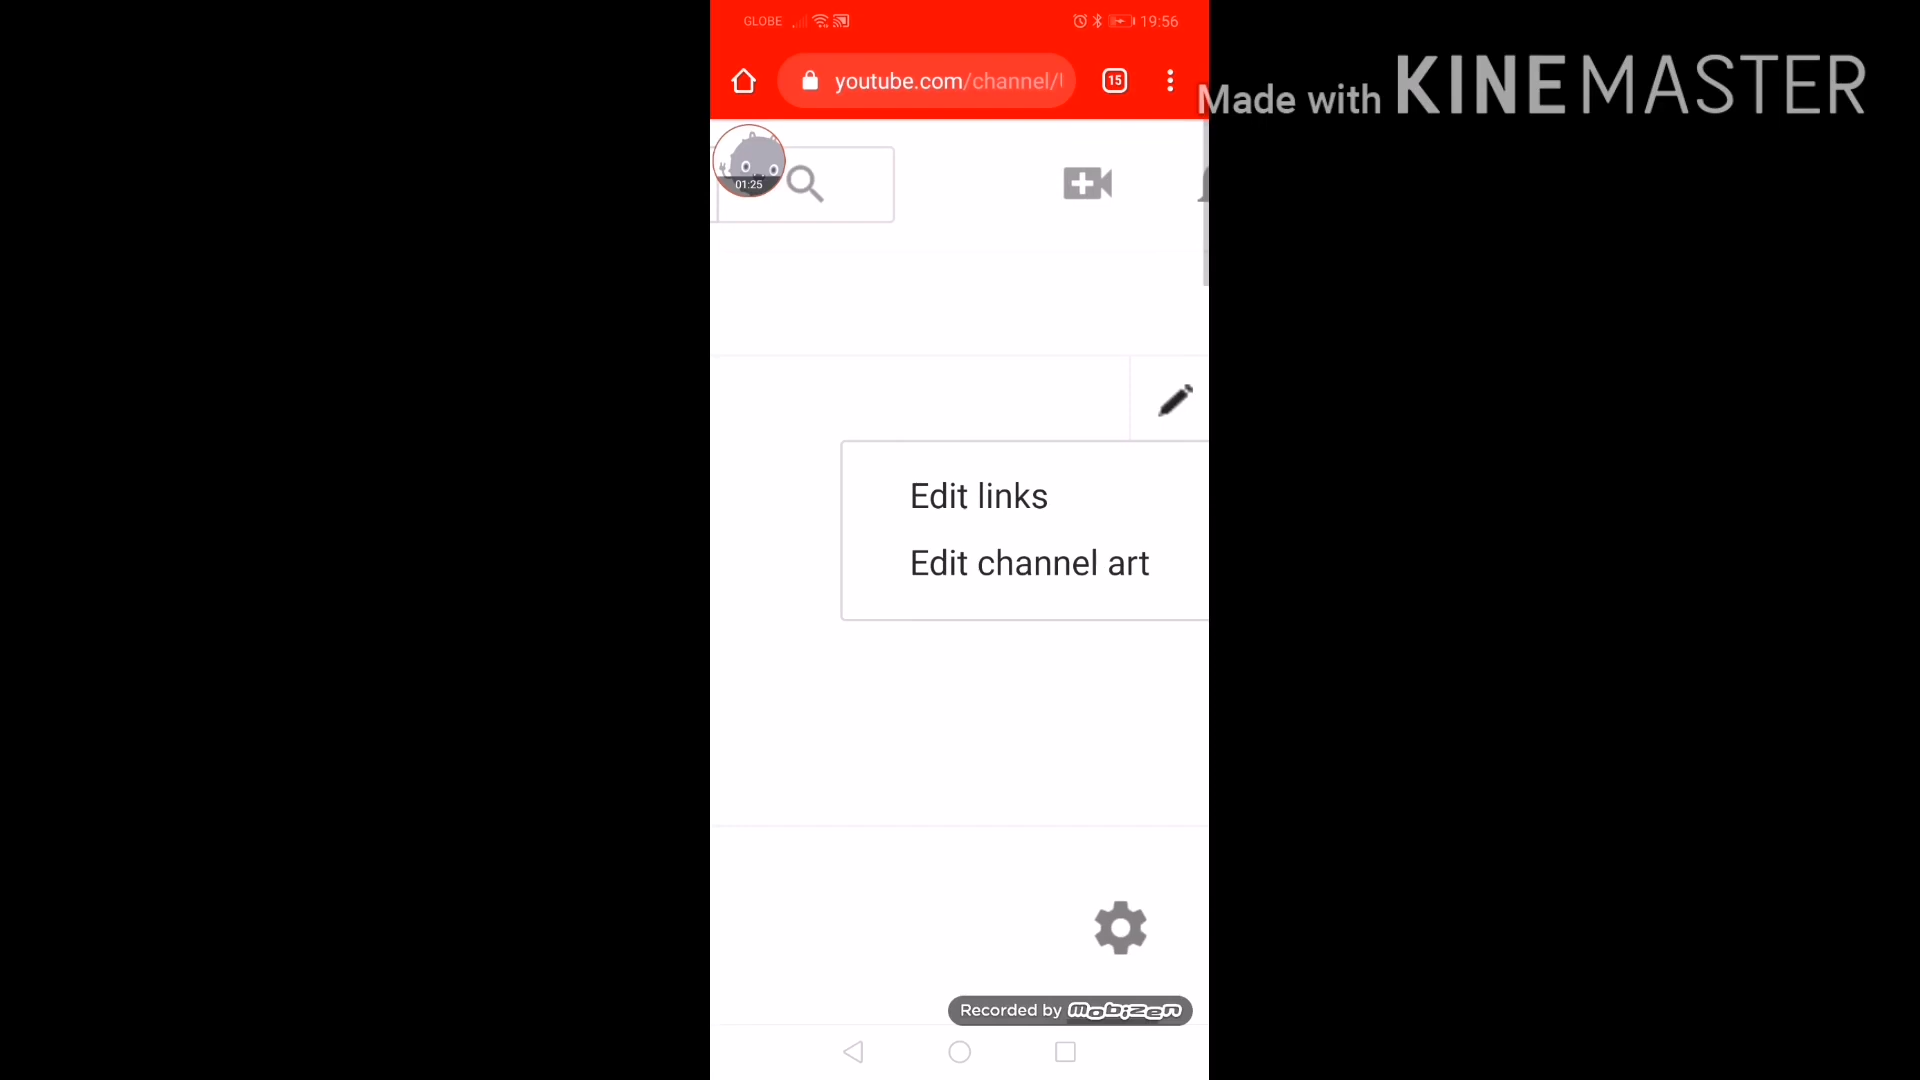 GLOBE 19:56
youtube.com/channel/
15
Made with KINEMASTER
01:25
Edit links
Edit channel art
Recorded by mobizen